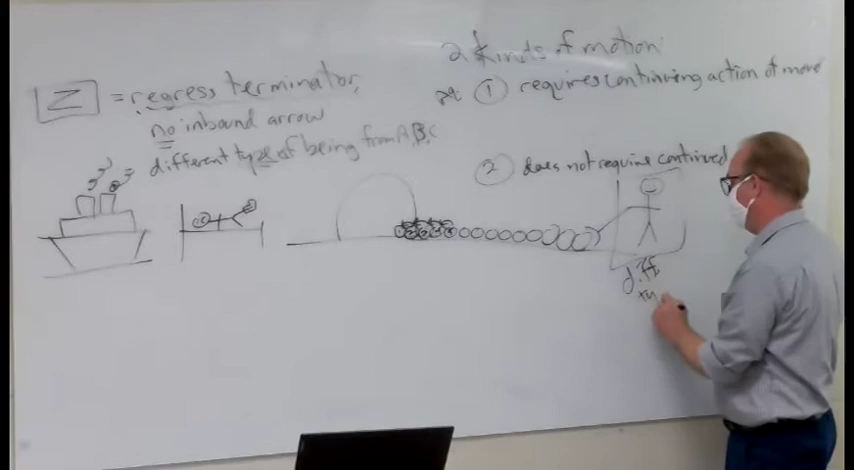 2 kinds of motion:
Z = regress terminator,
① requires continuing action of mover
no inbound arrow
different type of being from A, B, C
② does not require continued
diff